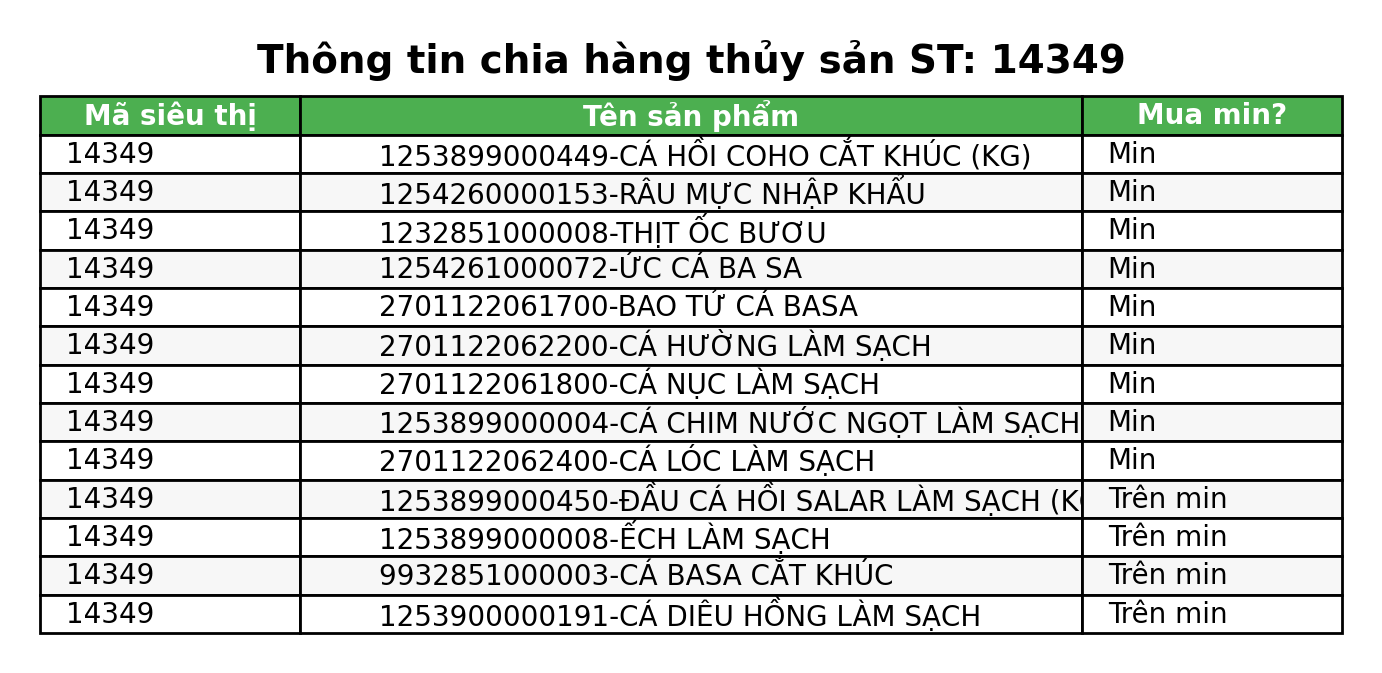 Thông tin chia hàng thủy sản ST: 14349
Mã siêu thị Tên sản phẩm Mua min?
14349 1253899000449-CÁ HỒI COHO CẮT KHÚC (KG) Min
14349 1254260000153-RÂU MỰC NHẬP KHẨU Min
14349 1232851000008-THỊT ỐC BƯƠU Min
14349 1254261000072-ỨC CÁ BA SA Min
14349 2701122061700-BAO TỬ CÁ BASA Min
14349 2701122062200-CÁ HƯỜNG LÀM SẠCH Min
14349 2701122061800-CÁ NỤC LÀM SẠCH Min
14349 1253899000004-CÁ CHIM NƯỚC NGỌT LÀM SẠCH Min
14349 2701122062400-CÁ LÓC LÀM SẠCH Min
14349 1253899000450-ĐẦU CÁ HỒI SALAR LÀM SẠCH Trên min
14349 1253899000008-ẾCH LÀM SẠCH Trên min
14349 9932851000003-CÁ BASA CẮT KHÚC Trên min
14349 1253900000191-CÁ DIÊU HỒNG LÀM SẠCH Trên min